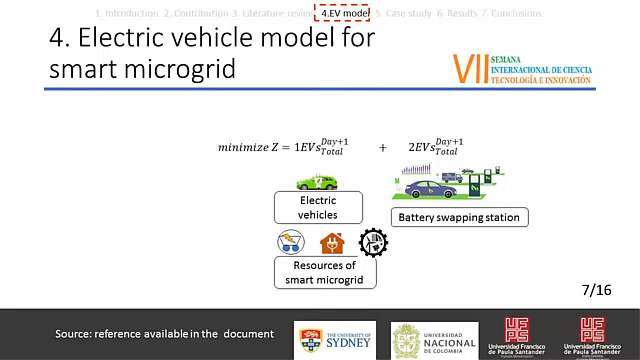 1. Introduction 2. Contribution 3. Literature review 4.EV model 5. Case study 6. Results 7. Conclusions
4. Electric vehicle model for
smart microgrid
VII SEMANA
INTERNACIONAL DE CIENCIA
TECNOLOGÍA E INNOVACIÓN
minimize Z = 1EVs_Total^Day+1 + 2EVs_Total^Day+1
Electric
vehicles
Battery swapping station
Resources of
smart microgrid
7/16
Source: reference available in the document
THE UNIVERSITY OF
SYDNEY
UNIVERSIDAD
NACIONAL
DE COLOMBIA
UFPS
Universidad Francisco
de Paula Santander
UFPS
Universidad Francisco
de Paula Santander